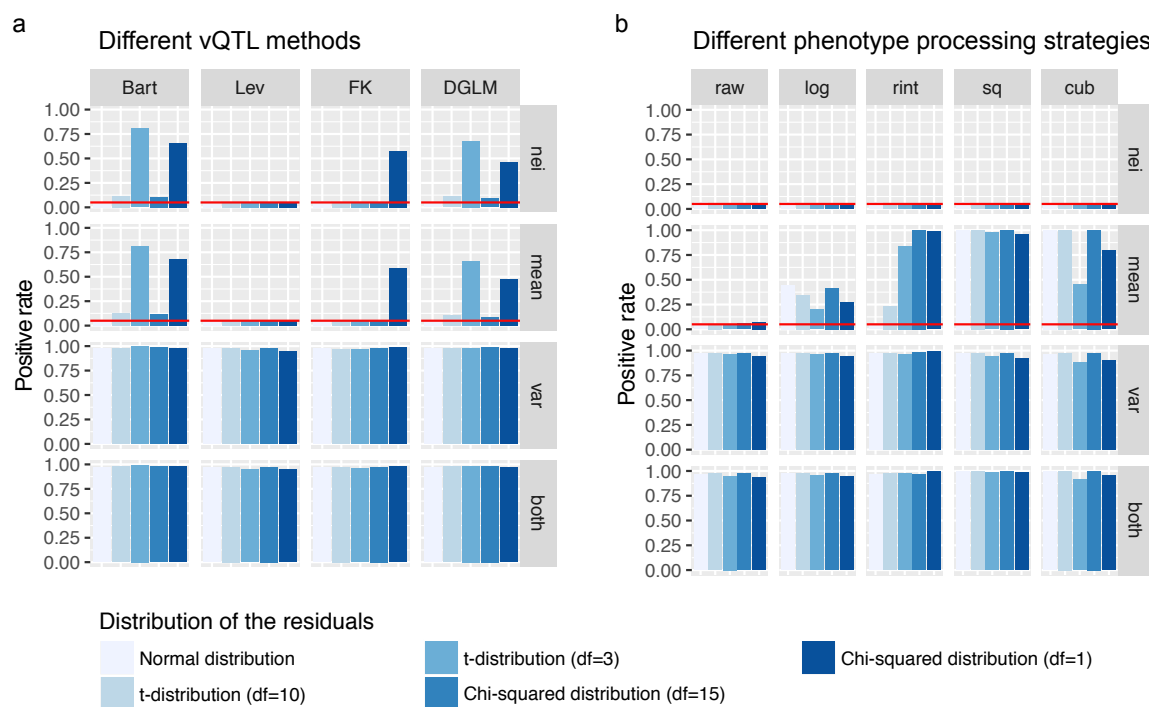 a
Different vQTL methods
Bart Lev FK DGLM
1.00
0.75
0.50
0.25
0.00
nei
1.00
0.75
0.50
0.25
0.00
mean
1.00
0.75
0.50
0.25
0.00
var
1.00
0.75
0.50
0.25
0.00
both
Positive rate
b
Different phenotype processing strategies
raw log rint sq cub
1.00
0.75
0.50
0.25
0.00
nei
1.00
0.75
0.50
0.25
0.00
mean
1.00
0.75
0.50
0.25
0.00
var
1.00
0.75
0.50
0.25
0.00
both
Positive rate
Distribution of the residuals
Normal distribution
t-distribution (df=10)
t-distribution (df=3)
Chi-squared distribution (df=15)
Chi-squared distribution (df=1)